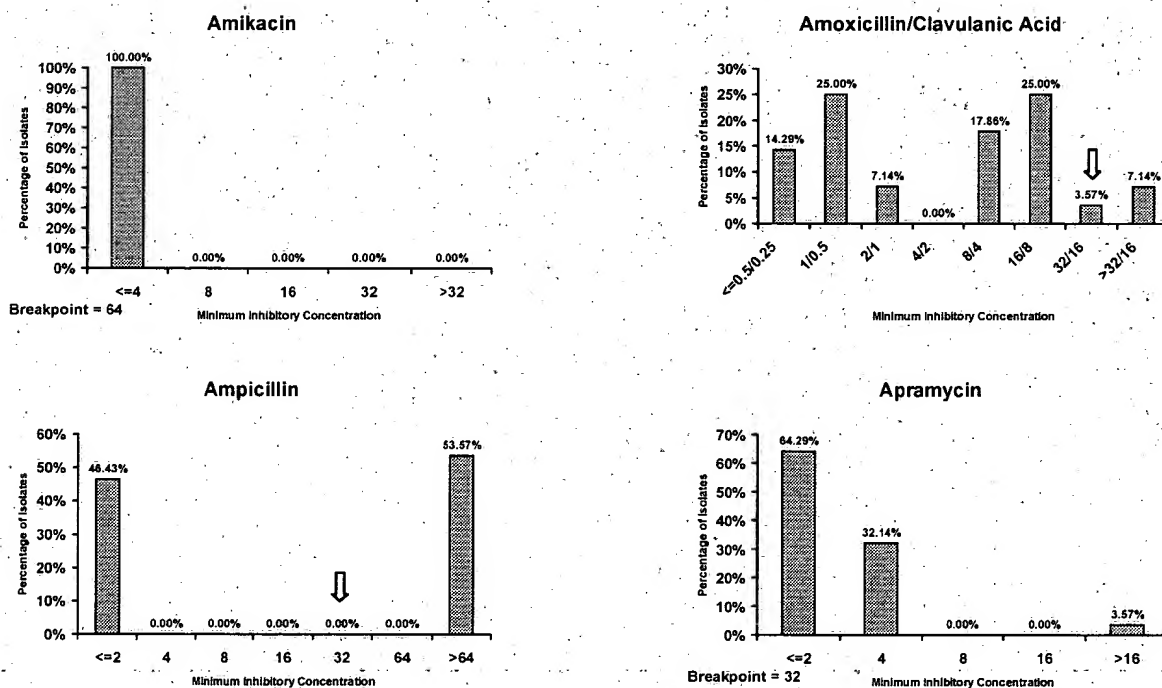 Amikacin
100.00%
100%
90%
80%
70%
60%
50%
40%
30%
20%
10%
0%
Percentage of Isolates
0.00% 0.00% 0.00% 0.00%
<=4 8 16 32 >32
Breakpoint = 64
Minimum Inhibitory Concentration
Amoxicillin/Clavulanic Acid
30%
25%
20%
15%
10%
5%
0%
Percentage of Isolates
14.29% 25.00% 7.14% 0.00% 17.86% 25.00% 3.57% 7.14%
<=0.5/0.25 1/0.5 2/1 4/2 8/4 16/8 32/16 >32/16
Minimum Inhibitory Concentration
Ampicillin
60%
50%
40%
30%
20%
10%
0%
Percentage of Isolates
46.43% 0.00% 0.00% 0.00% 0.00% 0.00% 53.57%
<=2 4 8 16 32 64 >64
Minimum Inhibitory Concentration
Apramycin
70%
60%
50%
40%
30%
20%
10%
0%
Percentage of Isolates
64.29% 32.14% 0.00% 0.00% 3.57%
<=2 4 8 16 >16
Breakpoint = 32
Minimum Inhibitory Concentration